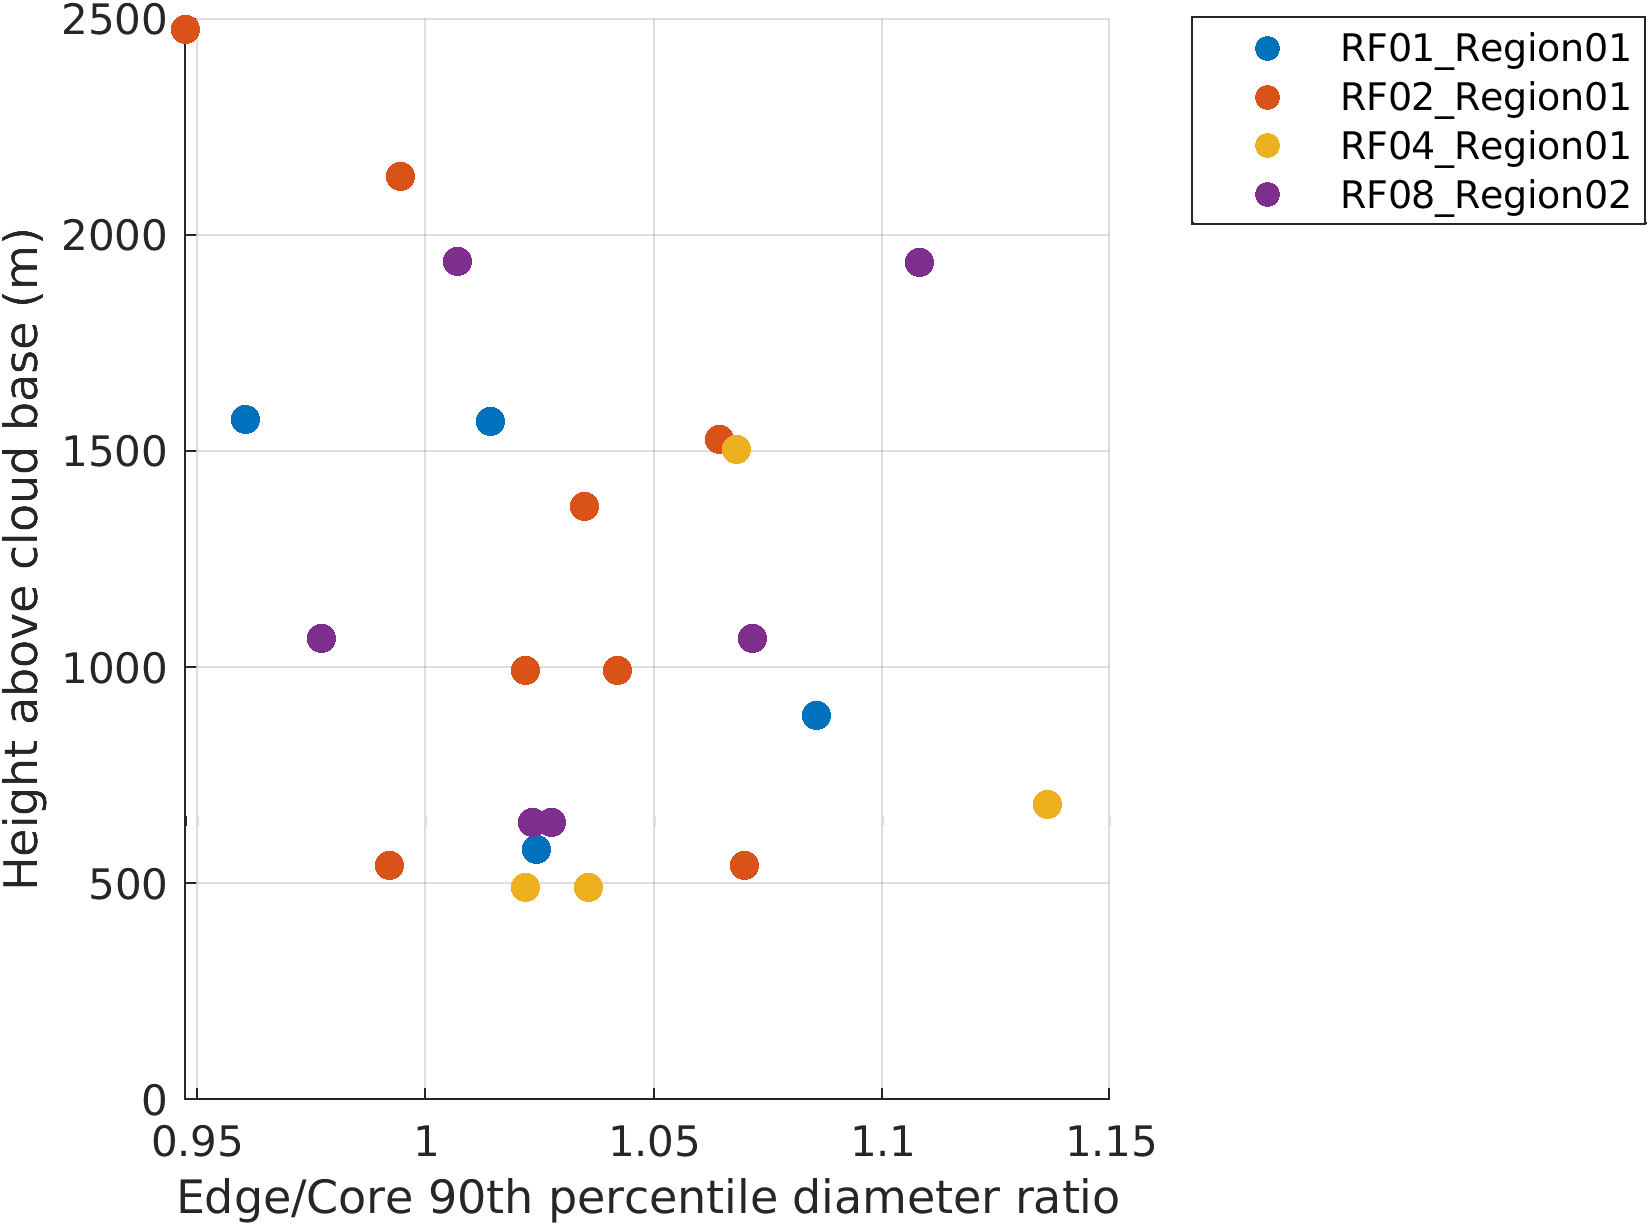 2500
2000
1500
1000
500
0
0.95
1
1.05
1.1
1.15
Height above cloud base (m)
Edge/Core 90th percentile diameter ratio
RF01_Region01
RF02_Region01
RF04_Region01
RF08_Region02